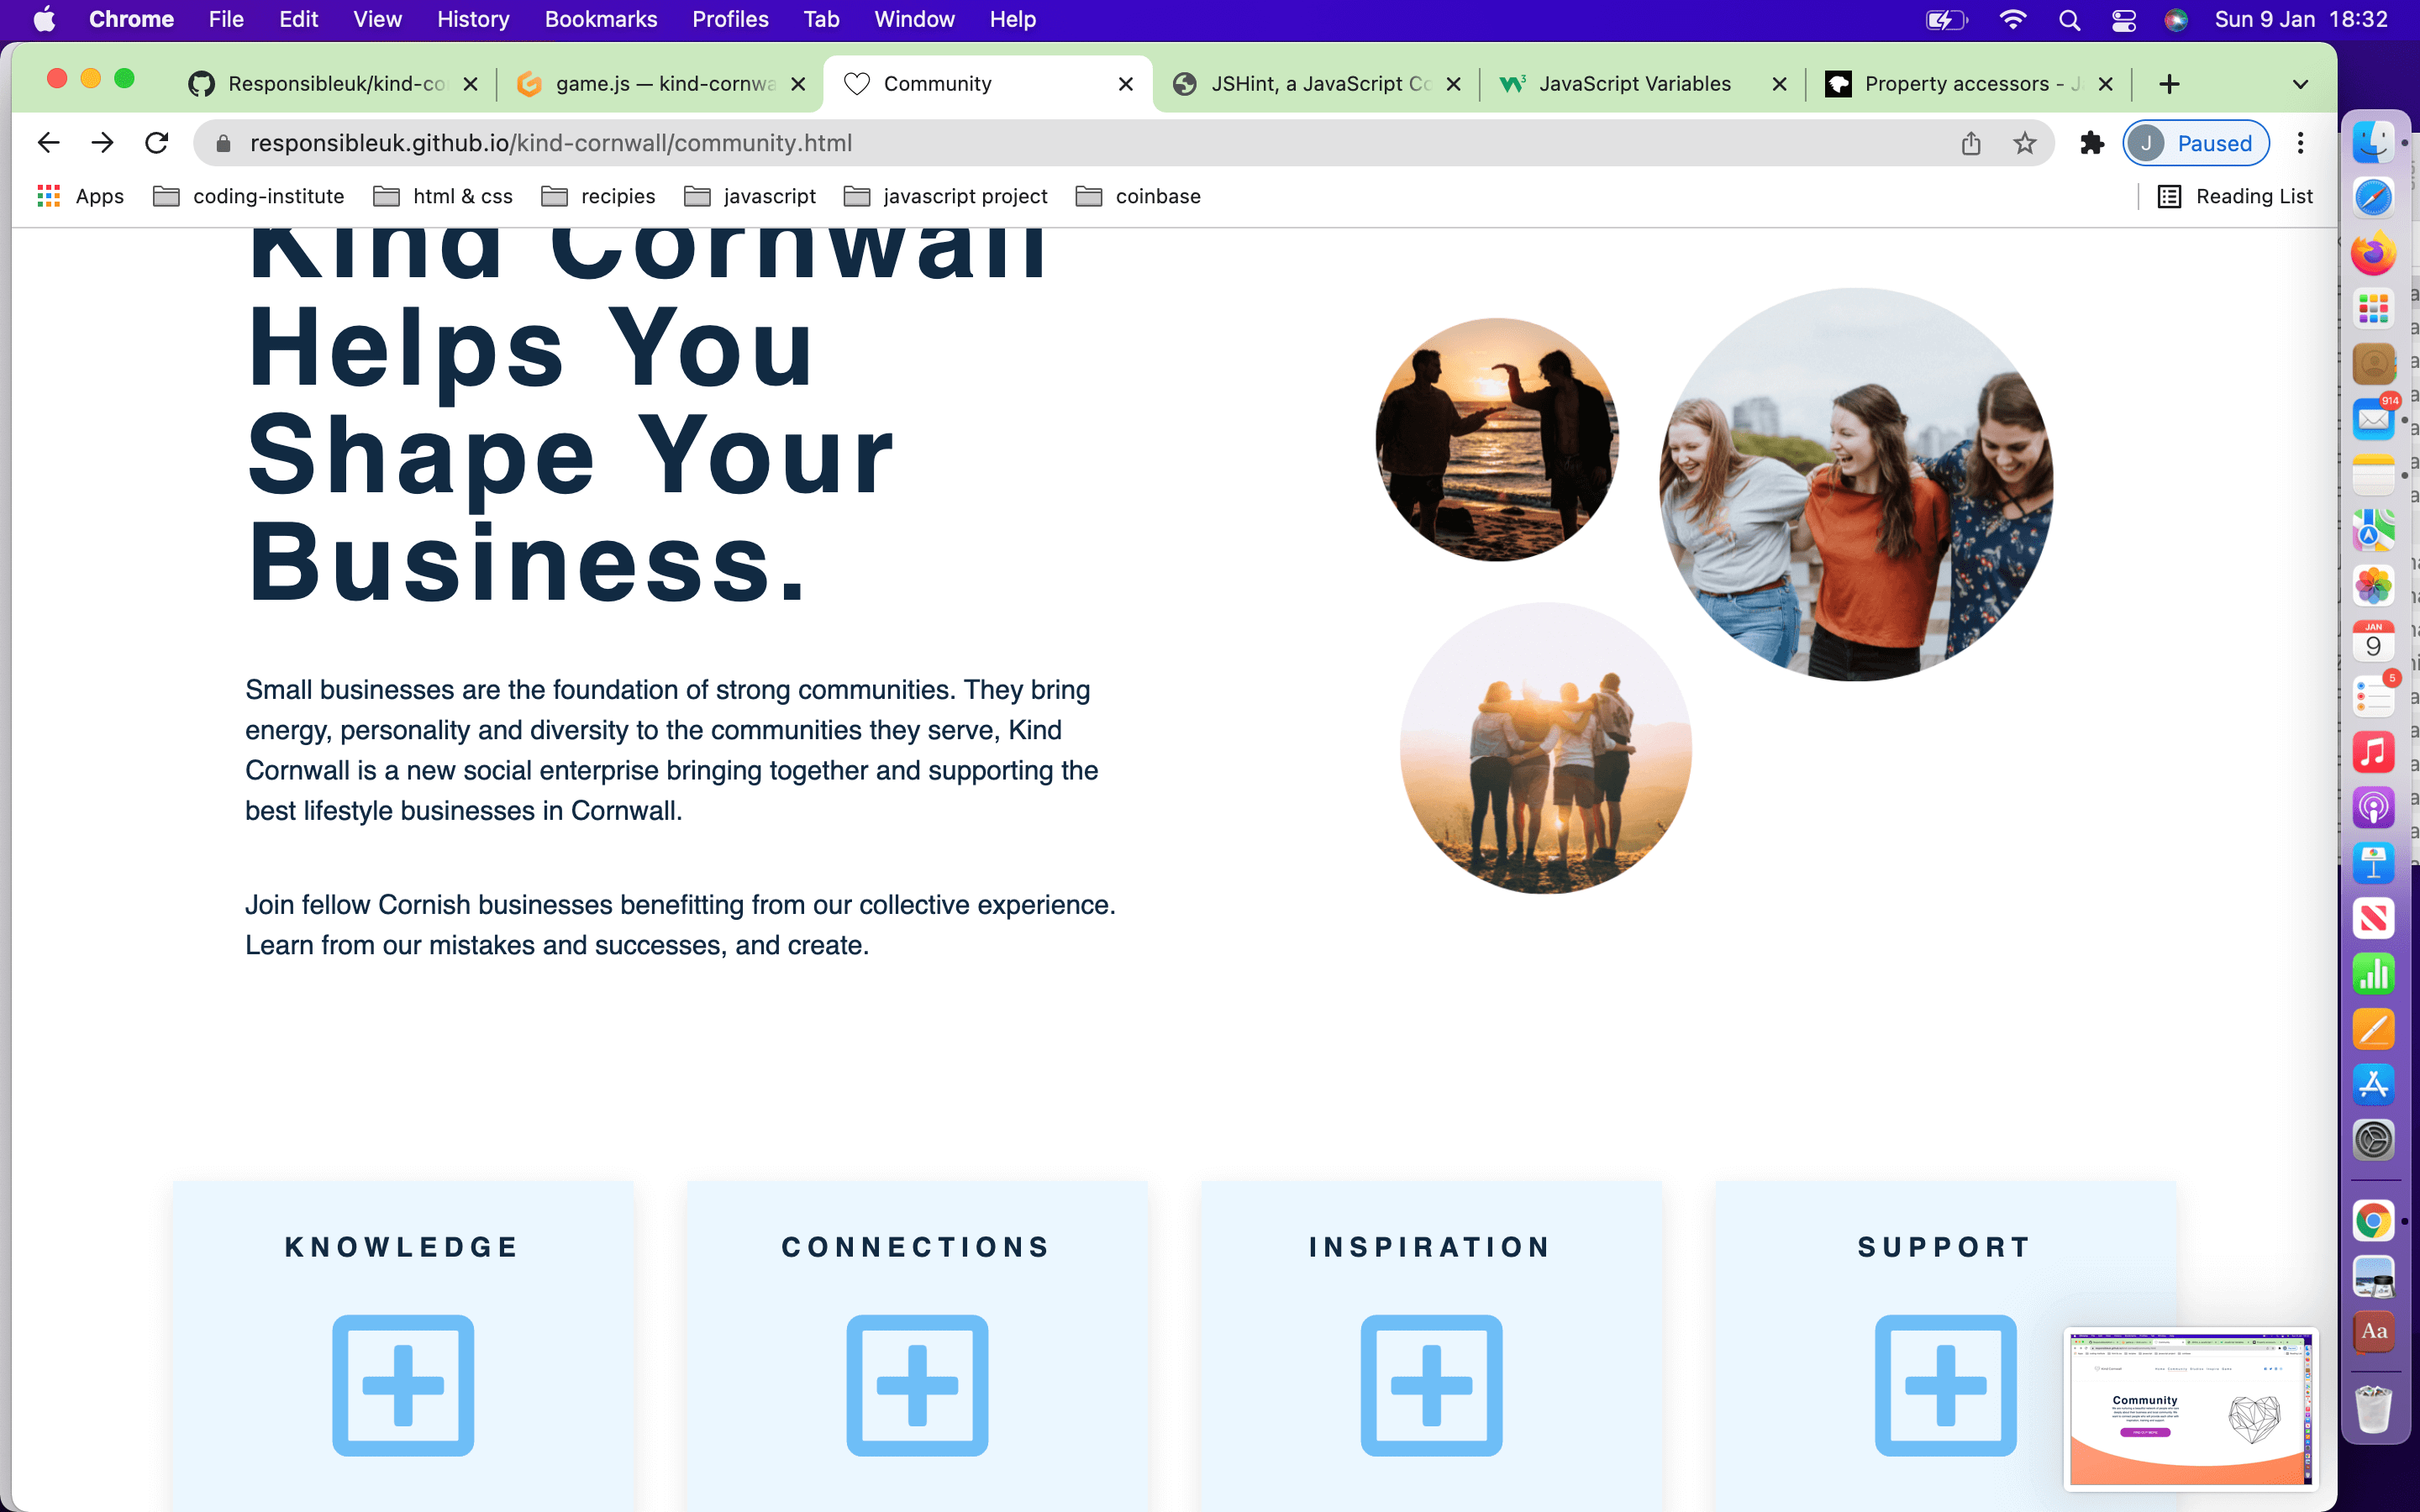 Chrome File Edit View History Bookmarks Profiles Tab Window Help Sun 9 Jan 18:32
Responsibleuk/kind-co game.js — kind-cornwa Community JSHint, a JavaScript Co JavaScript Variables Property accessors - J
responsibleuk.github.io/kind-cornwall/community.html J Paused
Apps coding-institute html & css recipies javascript javascript project coinbase Reading List
Kind Cornwall
Helps You
Shape Your
Business.
Small businesses are the foundation of strong communities. They bring
energy, personality and diversity to the communities they serve, Kind
Cornwall is a new social enterprise bringing together and supporting the
best lifestyle businesses in Cornwall.
Join fellow Cornish businesses benefitting from our collective experience.
Learn from our mistakes and successes, and create.
KNOWLEDGE CONNECTIONS INSPIRATION SUPPORT
914
JAN
9
5
Aa
Community